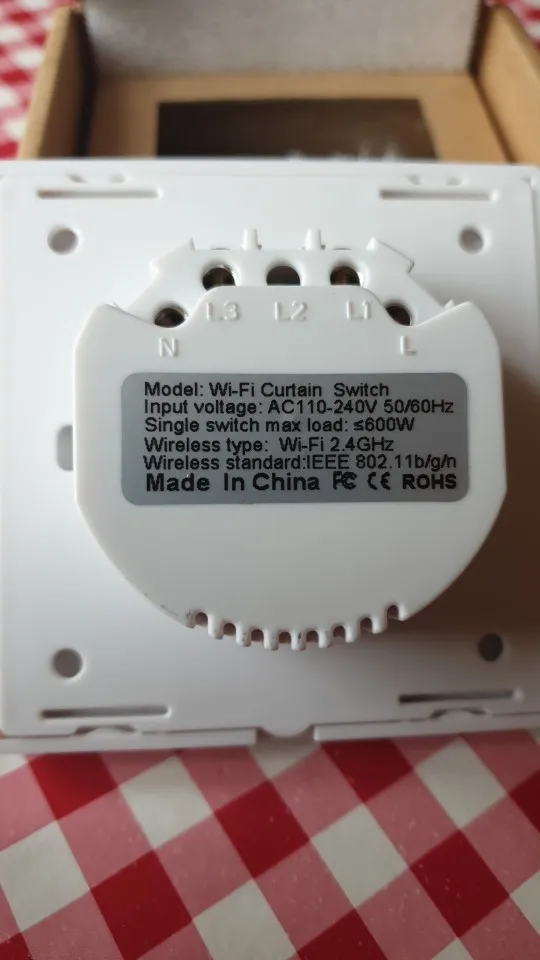 L3 L2 L1
N L
Model: Wi-Fi Curtain Switch
Input voltage: AC110-240V 50/60Hz
Single switch max load: ≤600W
Wireless type: Wi-Fi 2.4GHz
Wireless standard:IEEE 802.11b/g/n
Made In China FC CE ROHS